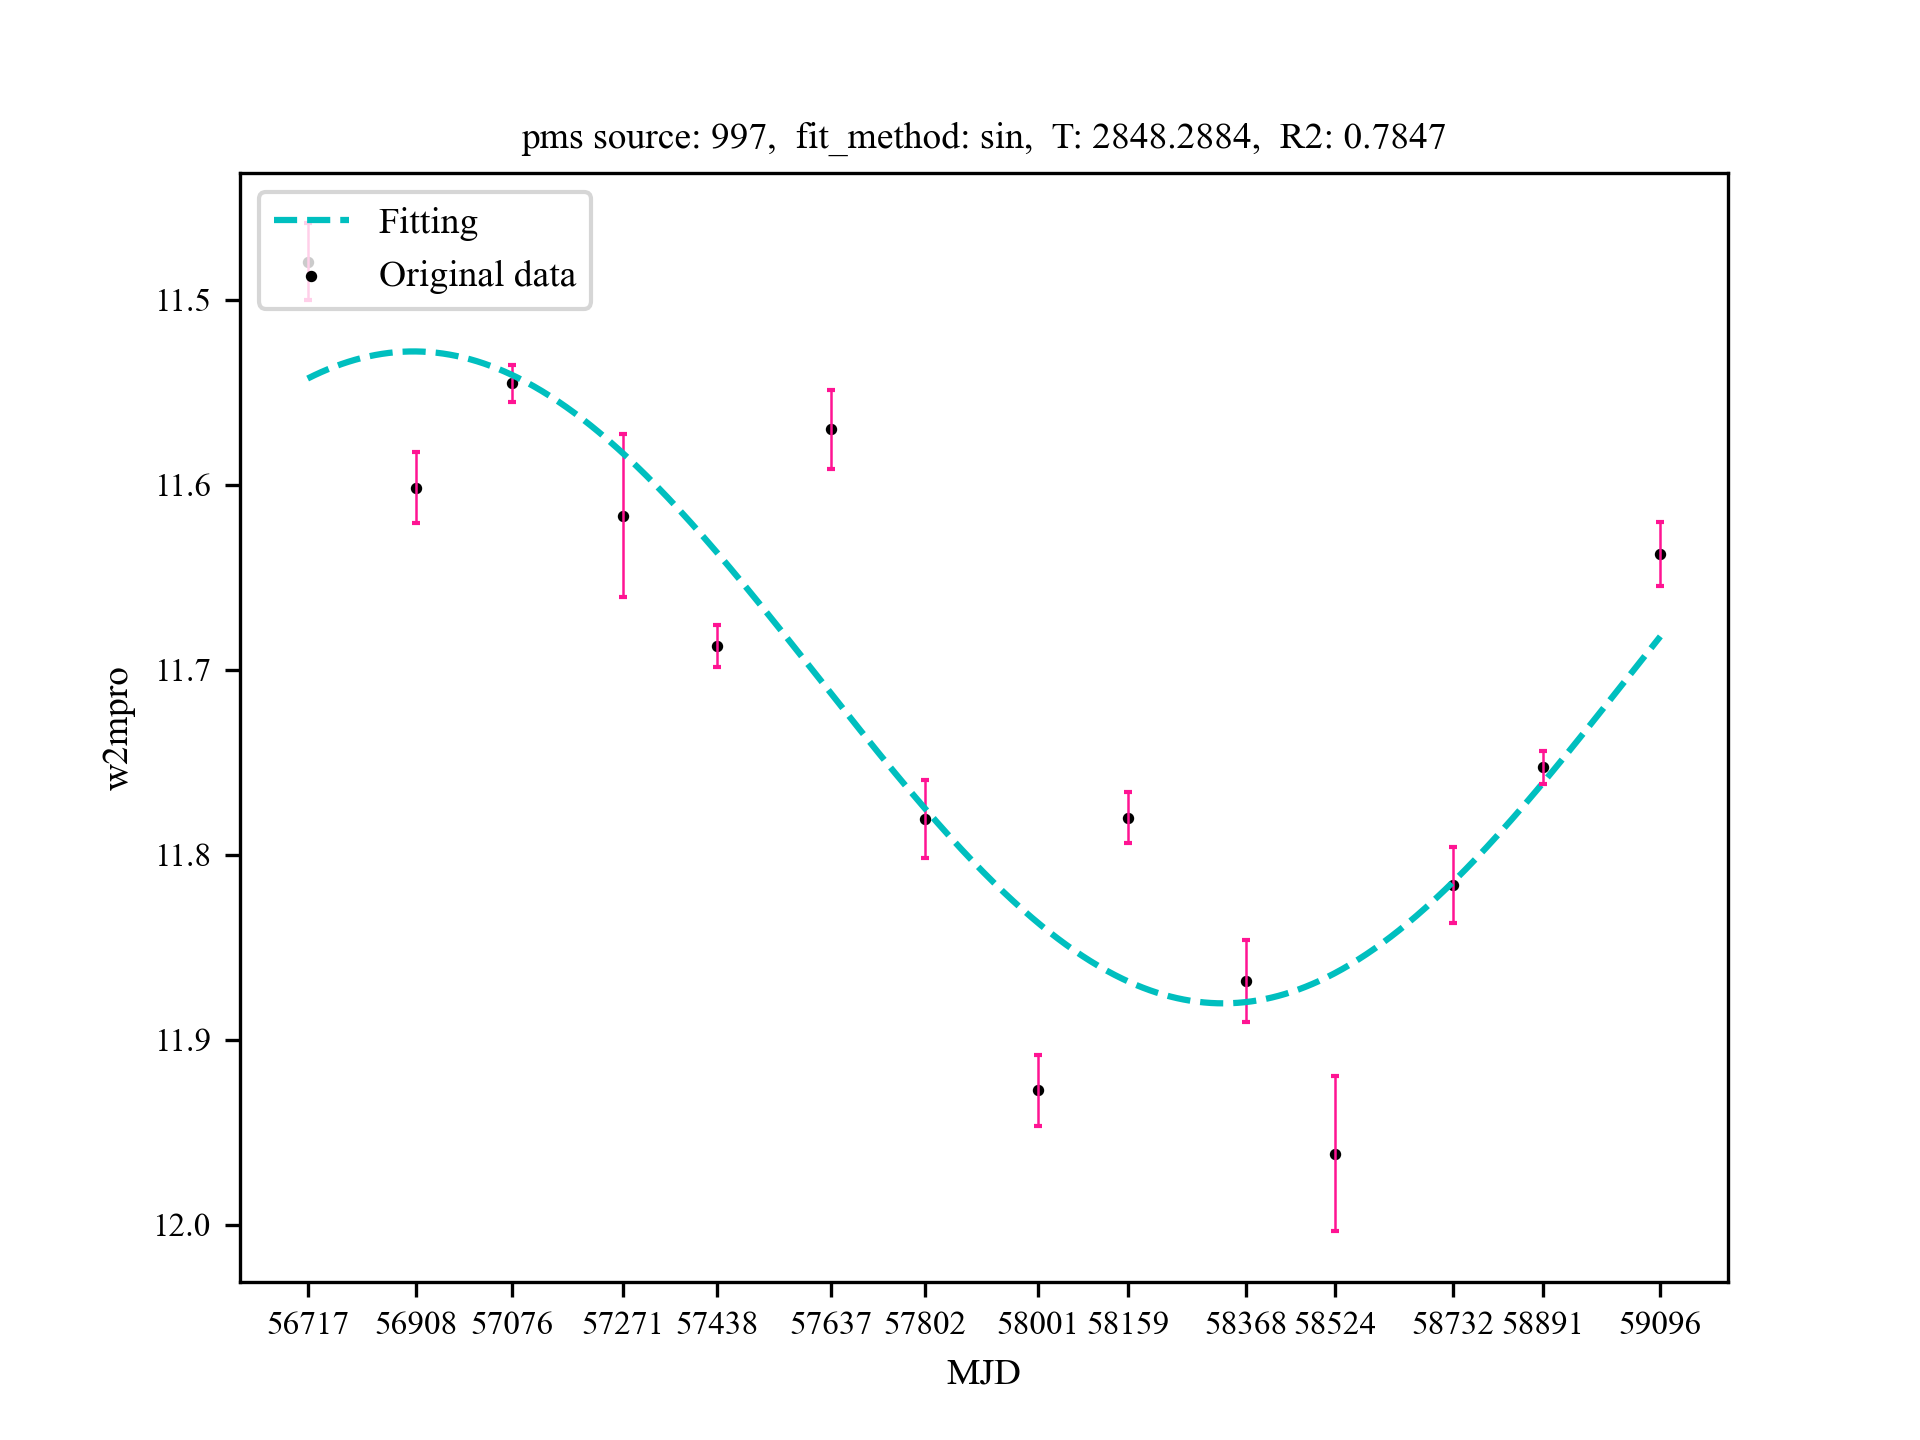 pms source: 997, fit_method: sin, T: 2848.2884, R2: 0.7847
Fitting
Original data
11.5
11.6
11.7
11.8
11.9
12.0
w2mpro
56717 56908 57076 57271 57438 57637 57802 58001 58159 58368 58524 58732 58891 59096
MJD